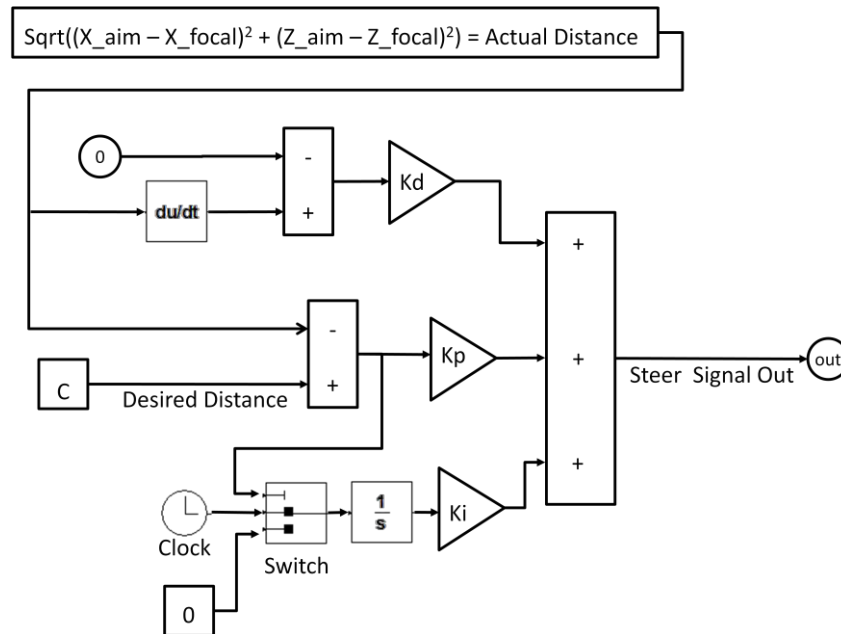 Sqrt((X_aim – X_focal)² + (Z_aim – Z_focal)²) = Actual Distance
0
-
Kd
du/dt
+
+
-
Kp
+
out
C
+
Steer Signal Out
Desired Distance
+
1
s
Ki
Clock
Switch
0